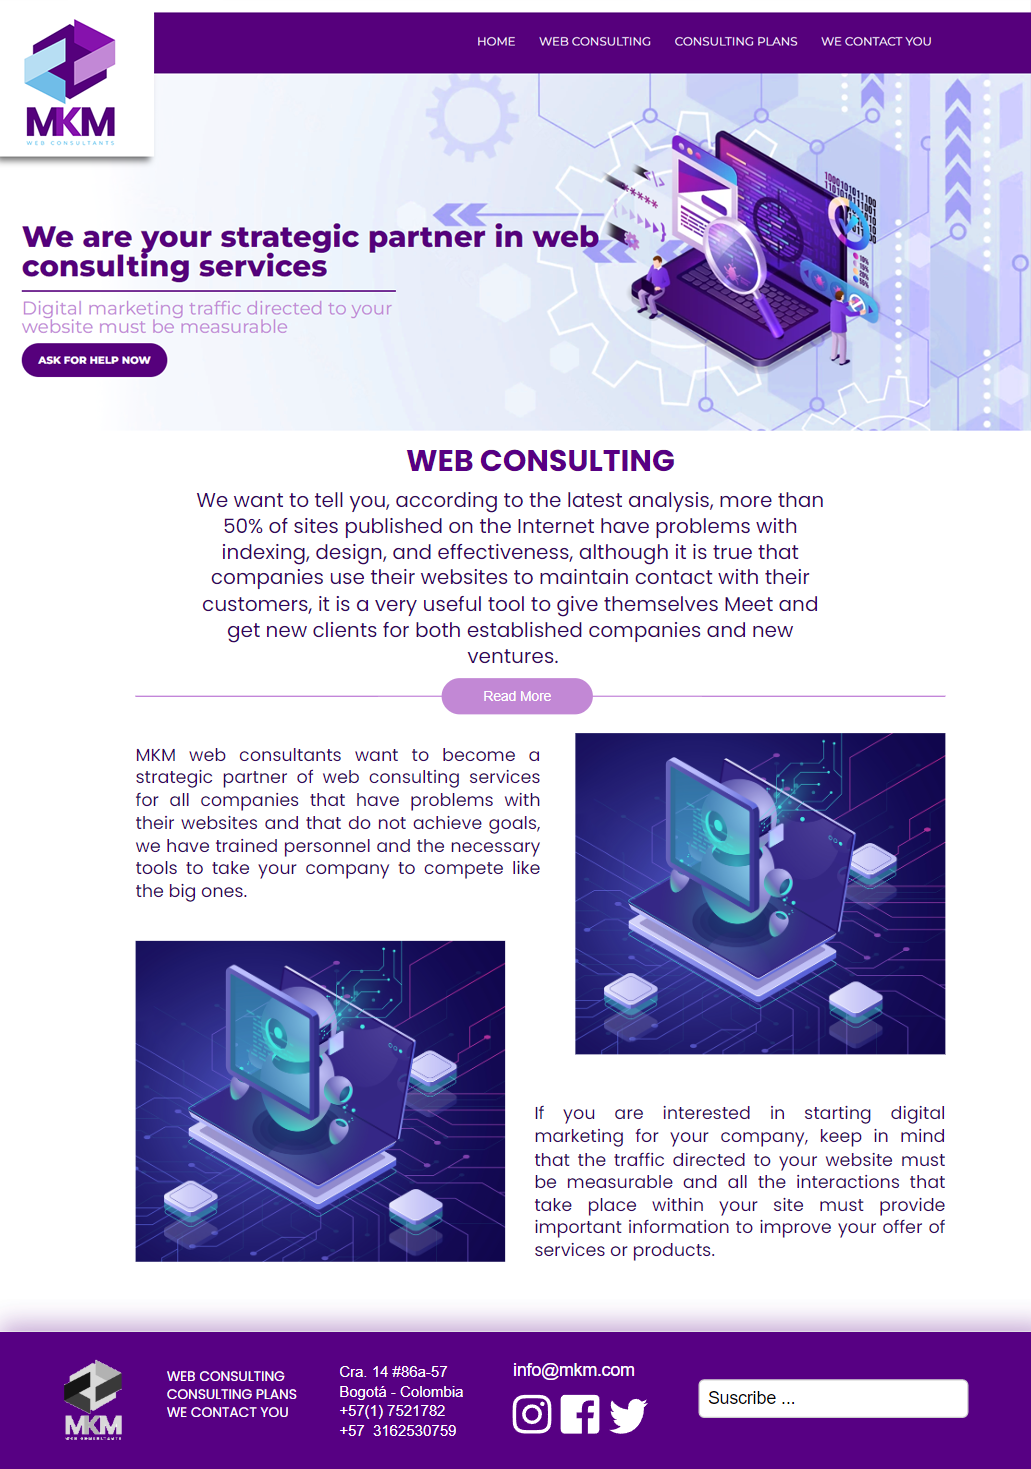 MKM
WEB CONSULTANTS
HOME
WEB CONSULTING
CONSULTING PLANS
WE CONTACT YOU
We are your strategic partner in web
consulting services
Digital marketing traffic directed to your
website must be measurable
ASK FOR HELP NOW
WEB CONSULTING
We want to tell you, according to the latest analysis, more than
50% of sites published on the Internet have problems with
indexing, design, and effectiveness, although it is true that
companies use their websites to maintain contact with their
customers, it is a very useful tool to give themselves Meet and
get new clients for both established companies and new
ventures.
Read More
MKM web consultants want to become a
strategic partner of web consulting services
for all companies that have problems with
their websites and that do not achieve goals,
we have trained personnel and the necessary
tools to take your company to compete like
the big ones.
If you are interested in starting digital
marketing for your company, keep in mind
that the traffic directed to your website must
be measurable and all the interactions that
take place within your site must provide
important information to improve your offer of
services or products.
MKM
WEB CONSULTANTS
WEB CONSULTING
CONSULTING PLANS
WE CONTACT YOU
Cra. 14 #86a-57
Bogotá - Colombia
+57(1) 7521782
+57  3162530759
info@mkm.com
Suscribe ...